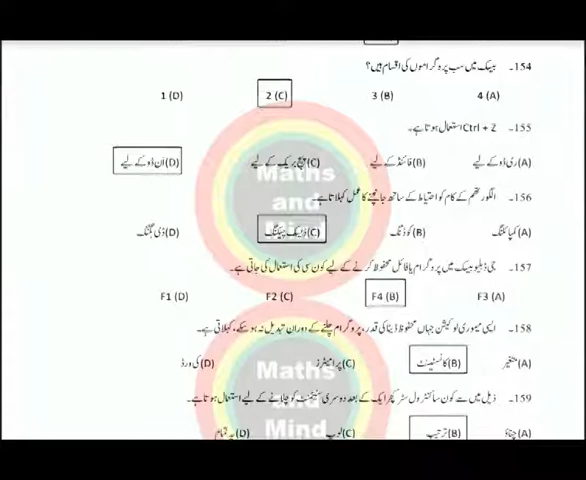 154۔ بیسک میں سب پروگراموں کی اقسام ہیں؟
(A) 4 (B) 3 (C) 2 (D) 1
155۔ Ctrl + Z استعمال ہوتا ہے۔
(A) ری ڈو کے لیے (B) فائنڈ کے لیے (C) پیج بریک کے لیے (D) اَن ڈو کے لیے
156۔ الگورتھم کے کام کو احتیاط کے ساتھ جانچنے کا عمل کہلاتا ہے۔
(A) کمپائلنگ (B) کوڈنگ (C) ڈیسک چیکنگ (D) ڈی بگنگ
157۔ جی ڈبلیو بیسک میں پروگرام یا فائل محفوظ کرنے کے لیے کون سی کی استعمال کی جاتی ہے۔
(A) F3 (B) F4 (C) F2 (D) F1
158۔ ایسی میموری لوکیشن جہاں محفوظ ڈیٹا کی قدر، پروگرام چلنے کے دوران تبدیل نہ ہو سکے، کہلاتی ہے۔
(A) متغیر (B) کانسٹینٹ (C) پرامیٹرز (D) کی ورڈ
159۔ ذیل میں سے کون سا کنٹرول سٹرکچر ایک کے بعد دوسری سٹیٹمنٹ کو چلانے کے لیے استعمال ہوتا ہے۔
(A) چناؤ (B) ترتیب (C) لوپ (D) یہ تمام
Maths
and
Mind
Maths
and
Mind